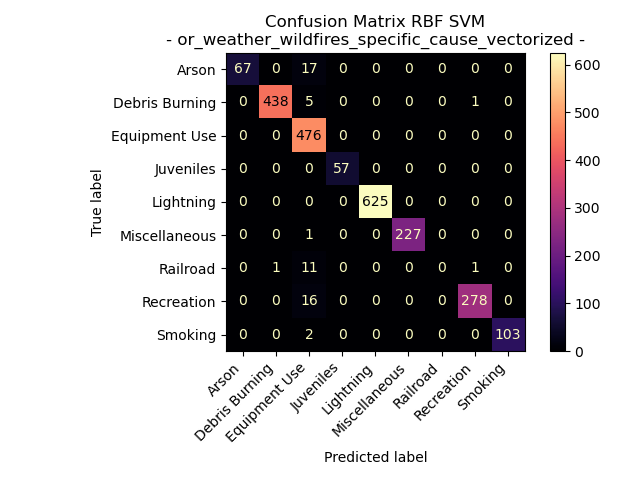 Confusion Matrix RBF SVM
- or_weather_wildfires_specific_cause_vectorized -
Arson 67 0 17 0 0 0 0 0 0
Debris Burning 0 438 5 0 0 0 0 1 0
Equipment Use 0 0 476 0 0 0 0 0 0
Juveniles 0 0 0 57 0 0 0 0 0
Lightning 0 0 0 0 625 0 0 0 0
Miscellaneous 0 0 1 0 0 227 0 0 0
Railroad 0 1 11 0 0 0 0 1 0
Recreation 0 0 16 0 0 0 0 278 0
Smoking 0 0 2 0 0 0 0 0 103
Arson Debris Burning Equipment Use Juveniles Lightning Miscellaneous Railroad Recreation Smoking
Predicted label
True label
600
500
400
300
200
100
0